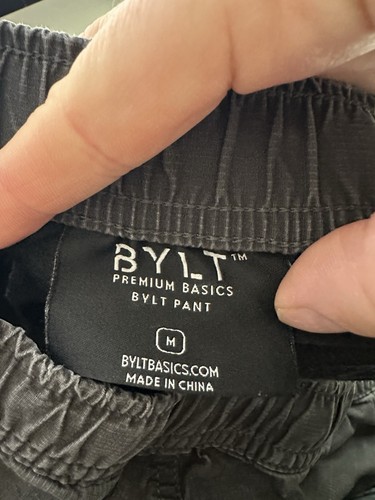 BYLT™
PREMIUM BASICS
BYLT PANT
M
BYLTBASICS.COM
MADE IN CHINA